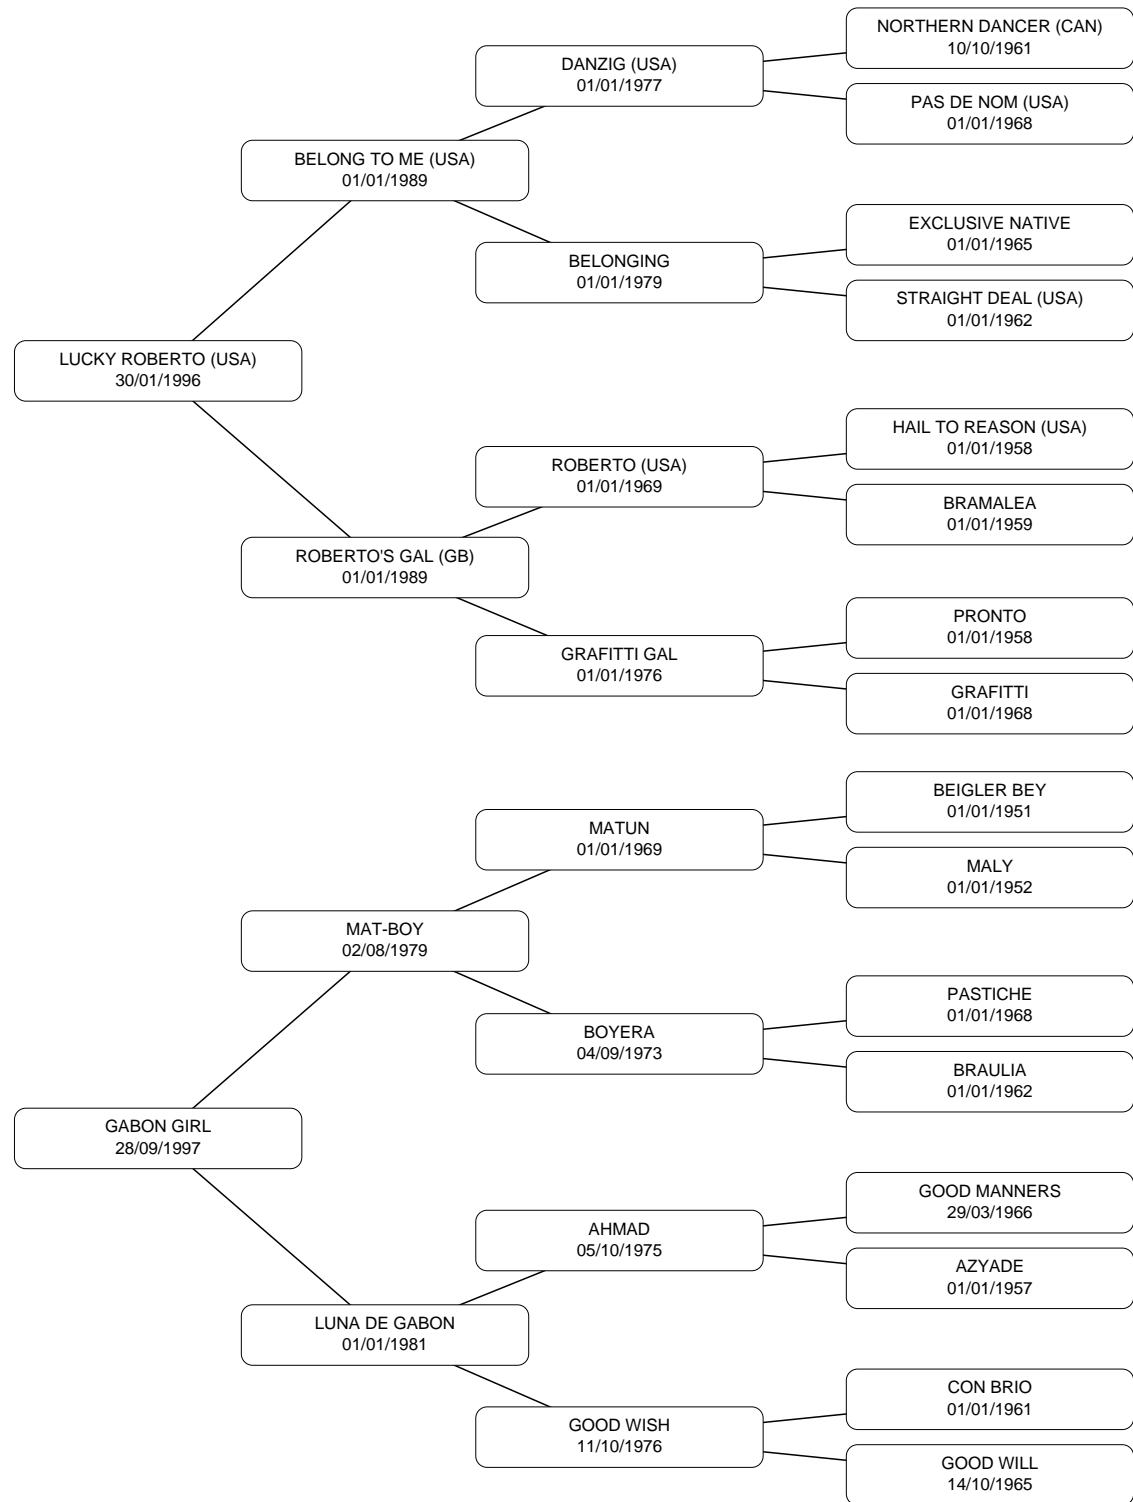 NORTHERN DANCER (CAN)
10/10/1961
DANZIG (USA)
01/01/1977
PAS DE NOM (USA)
01/01/1968
BELONG TO ME (USA)
01/01/1989
EXCLUSIVE NATIVE
01/01/1965
BELONGING
01/01/1979
STRAIGHT DEAL (USA)
01/01/1962
LUCKY ROBERTO (USA)
30/01/1996
HAIL TO REASON (USA)
01/01/1958
ROBERTO (USA)
01/01/1969
BRAMALEA
01/01/1959
ROBERTO'S GAL (GB)
01/01/1989
PRONTO
01/01/1958
GRAFITTI GAL
01/01/1976
GRAFITTI
01/01/1968
BEIGLER BEY
01/01/1951
MATUN
01/01/1969
MALY
01/01/1952
MAT-BOY
02/08/1979
PASTICHE
01/01/1968
BOYERA
04/09/1973
BRAULIA
01/01/1962
GABON GIRL
28/09/1997
GOOD MANNERS
29/03/1966
AHMAD
05/10/1975
AZYADE
01/01/1957
LUNA DE GABON
01/01/1981
CON BRIO
01/01/1961
GOOD WISH
11/10/1976
GOOD WILL
14/10/1965